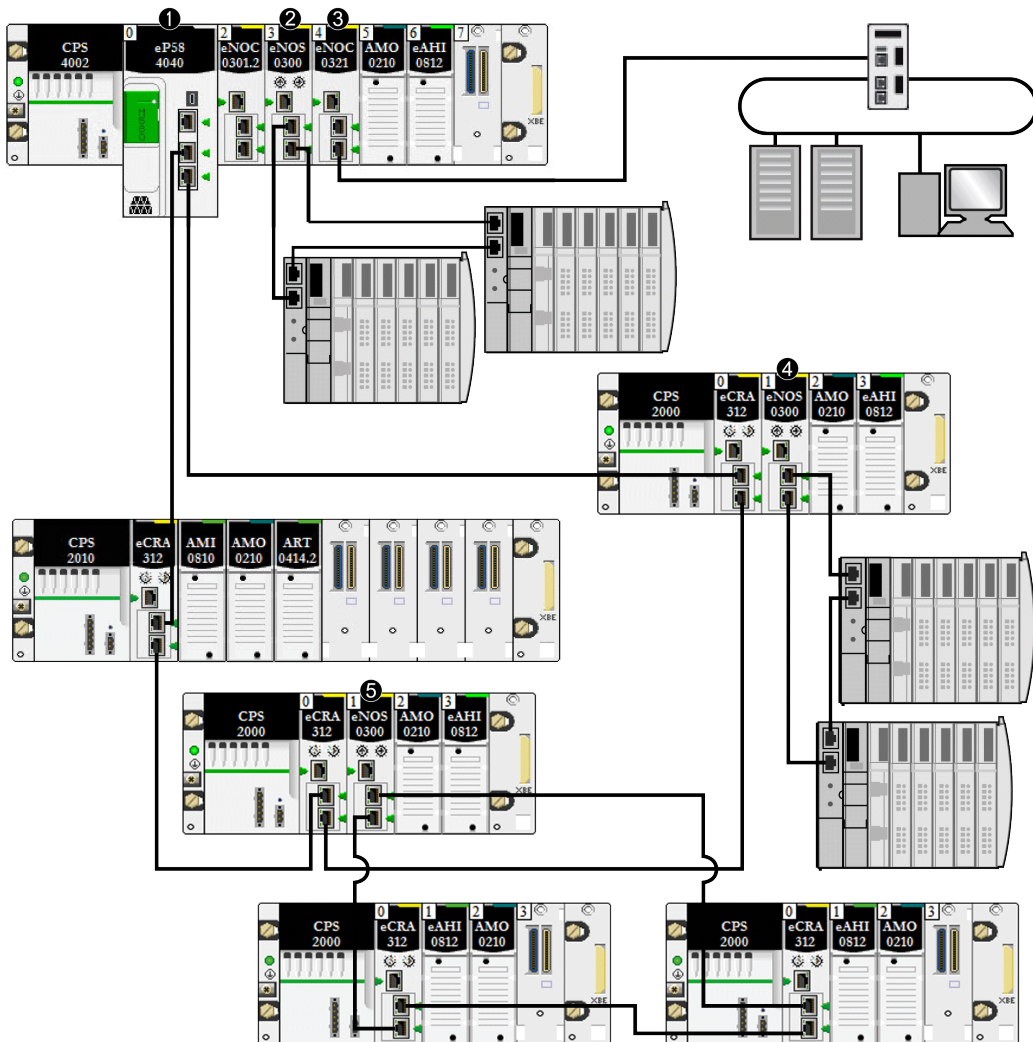 1 2 3
0 2 3 4 5 6 7
CPS eP58 eNOC eNOS eNOC AMO eAHI
4002 4040 0301.2 0300 0321 0210 0812
XBE
4
0 1 2 3
CPS eCRA eNOS AMO eAHI
2000 312 0300 0210 0812
XBE
CPS eCRA AMI AMO ART
2010 312 0810 0210 0414.2
XBE
5
0 1 2 3
CPS eCRA eNOS AMO eAHI
2000 312 0300 0210 0812
XBE
0 1 2 3
CPS eCRA eAHI AMO
2000 312 0812 0210
XBE
0 1 2 3
CPS eCRA eAHI AMO
2000 312 0812 0210
XBE